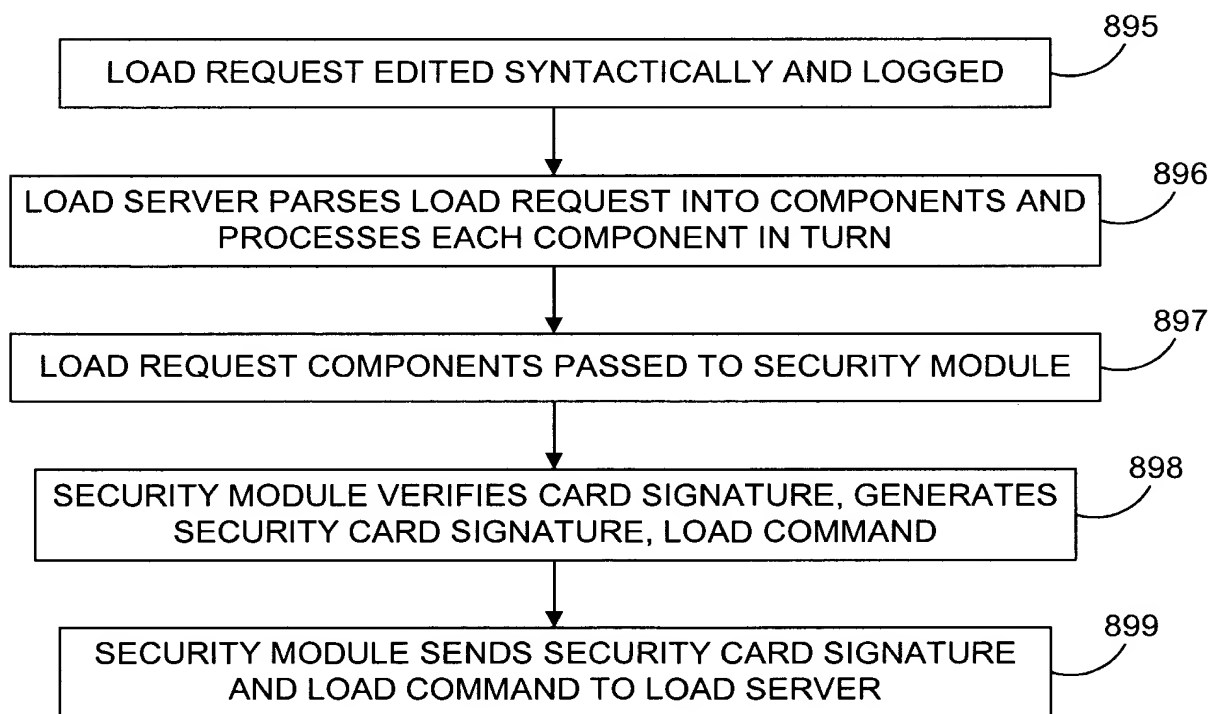 895
LOAD REQUEST EDITED SYNTACTICALLY AND LOGGED
896
LOAD SERVER PARSES LOAD REQUEST INTO COMPONENTS AND
PROCESSES EACH COMPONENT IN TURN
897
LOAD REQUEST COMPONENTS PASSED TO SECURITY MODULE
898
SECURITY MODULE VERIFIES CARD SIGNATURE, GENERATES
SECURITY CARD SIGNATURE, LOAD COMMAND
899
SECURITY MODULE SENDS SECURITY CARD SIGNATURE
AND LOAD COMMAND TO LOAD SERVER